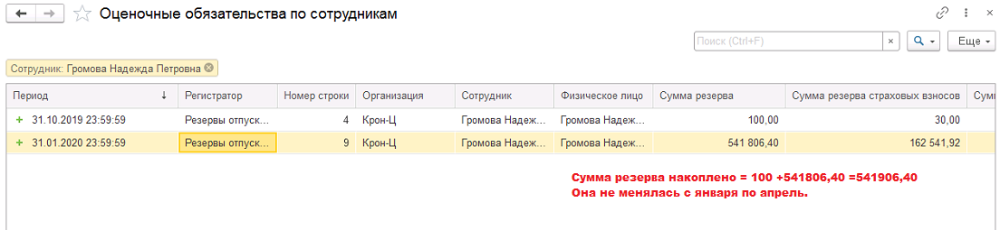 Оценочные обязательства по сотрудникам
Поиск (Ctrl+F) × Еще
Сотрудник: Громова Надежда Петровна
Период ↓ Регистратор Номер строки Организация Сотрудник Физическое лицо Сумма резерва Сумма резерва страховых взносов Сумм
31.10.2019 23:59:59 Резервы отпуск... 4 Крон-Ц Громова Надеж... Громова Надеж... 100,00 30,00
31.01.2020 23:59:59 Резервы отпуск... 9 Крон-Ц Громова Надеж... Громова Надеж... 541 806,40 162 541,92
Сумма резерва накоплено = 100 +541806,40 =541906,40
Она не менялась с января по апрель.